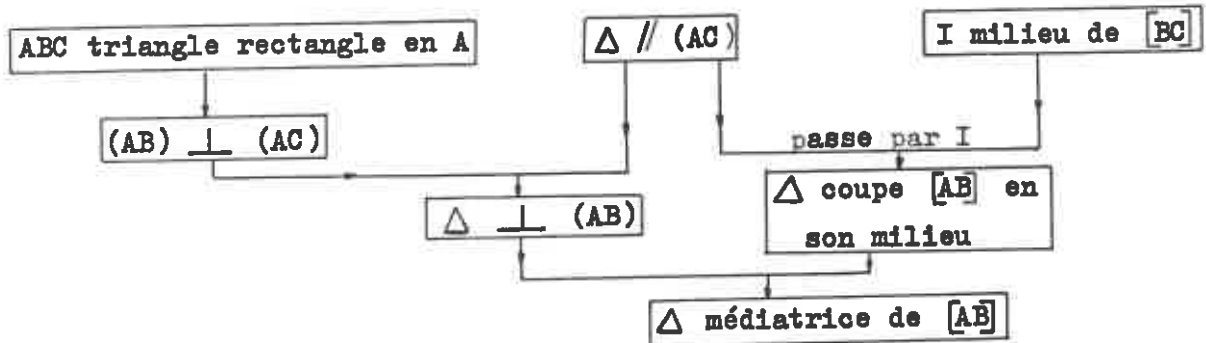 ABC triangle rectangle en A
Δ // (AC)
I milieu de [BC]
(AB) ⊥ (AC)
passe par I
Δ coupe [AB] en
son milieu
Δ ⊥ (AB)
Δ médiatrice de [AB]